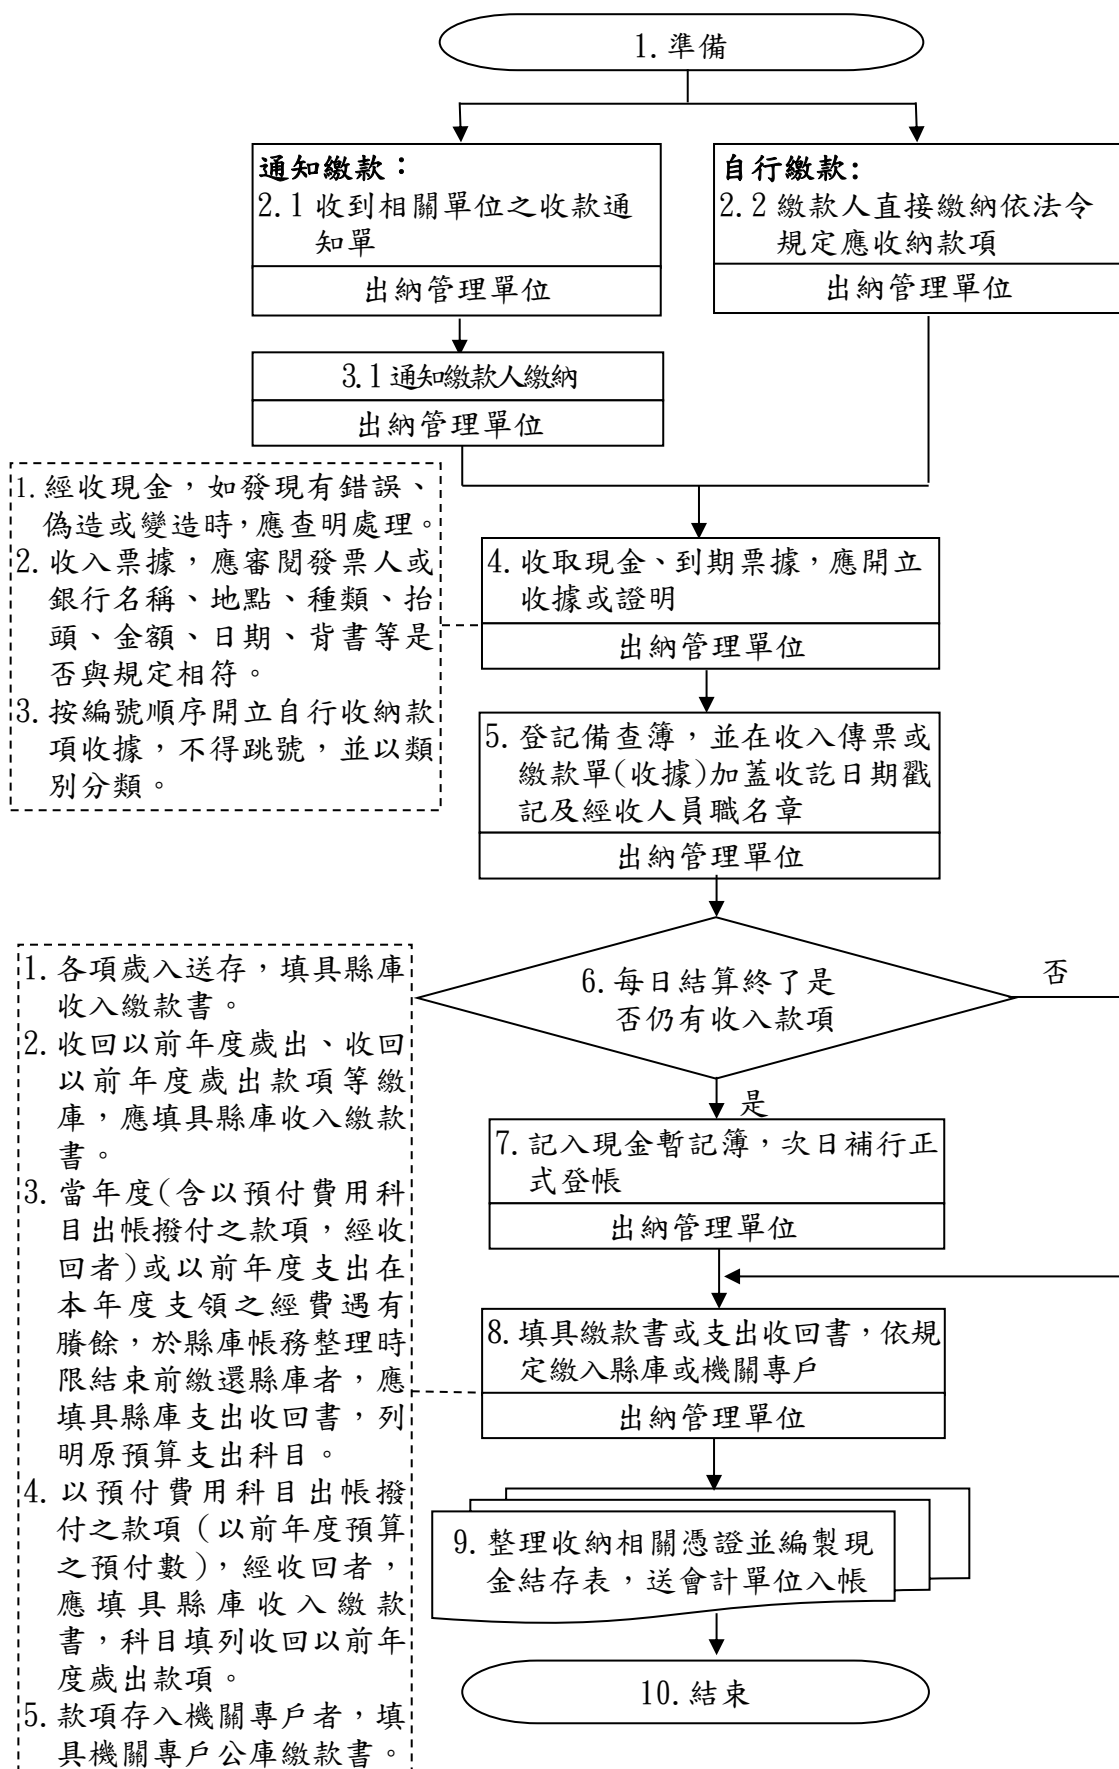 1.準備
通知繳款：
2.1 收到相關單位之收款通
知單
出納管理單位
自行繳款:
2.2 繳款人直接繳納依法令
規定應收納款項
出納管理單位
3.1 通知繳款人繳納
出納管理單位
1.經收現金，如發現有錯誤、
偽造或變造時，應查明處理。
2.收入票據，應審閱發票人或
銀行名稱、地點、種類、抬
頭、金額、日期、背書等是
否與規定相符。
3.按編號順序開立自行收納款
項收據，不得跳號，並以類
別分類。
4.收取現金、到期票據，應開立
收據或證明
出納管理單位
5.登記備查簿，並在收入傳票或
繳款單(收據)加蓋收訖日期戳
記及經收人員職名章
出納管理單位
6.每日結算終了是
否仍有收入款項
否
是
7.記入現金暫記簿，次日補行正
式登帳
出納管理單位
1.各項歲入送存，填具縣庫
收入繳款書。
2.收回以前年度歲出、收回
以前年度歲出款項等繳
庫，應填具縣庫收入繳款
書。
3.當年度(含以預付費用科
目出帳撥付之款項，經收
回者)或以前年度支出在
本年度支領之經費遇有
賸餘，於縣庫帳務整理時
限結束前繳還縣庫者，應
填具縣庫支出收回書，列
明原預算支出科目。
4.以預付費用科目出帳撥
付之款項（以前年度預算
之預付數），經收回者，
應填具縣庫收入繳款
書，科目填列收回以前年
度歲出款項。
5.款項存入機關專戶者，填
具機關專戶公庫繳款書。
8.填具繳款書或支出收回書，依規
定繳入縣庫或機關專戶
出納管理單位
9.整理收納相關憑證並編製現
金結存表，送會計單位入帳
10.結束